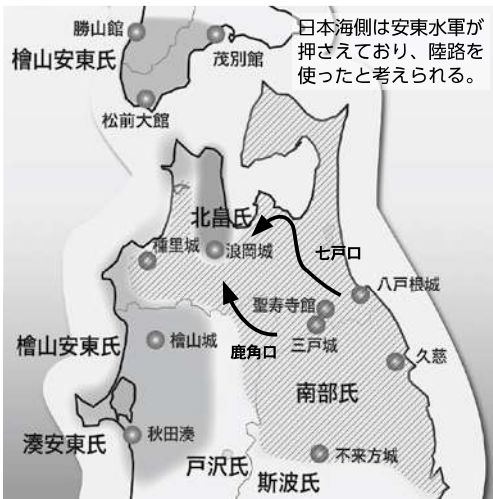 日本海側は安東水軍が
押さえており、陸路を
使ったと考えられる。
勝山館
茂別館
檜山安東氏
松前大館
北畠氏
種里城
浪岡城
七戸口
八戸根城
聖寿寺館
三戸城
檜山安東氏
檜山城
鹿角口
久慈
南部氏
湊安東氏
秋田湊
戸沢氏
斯波氏
不来方城